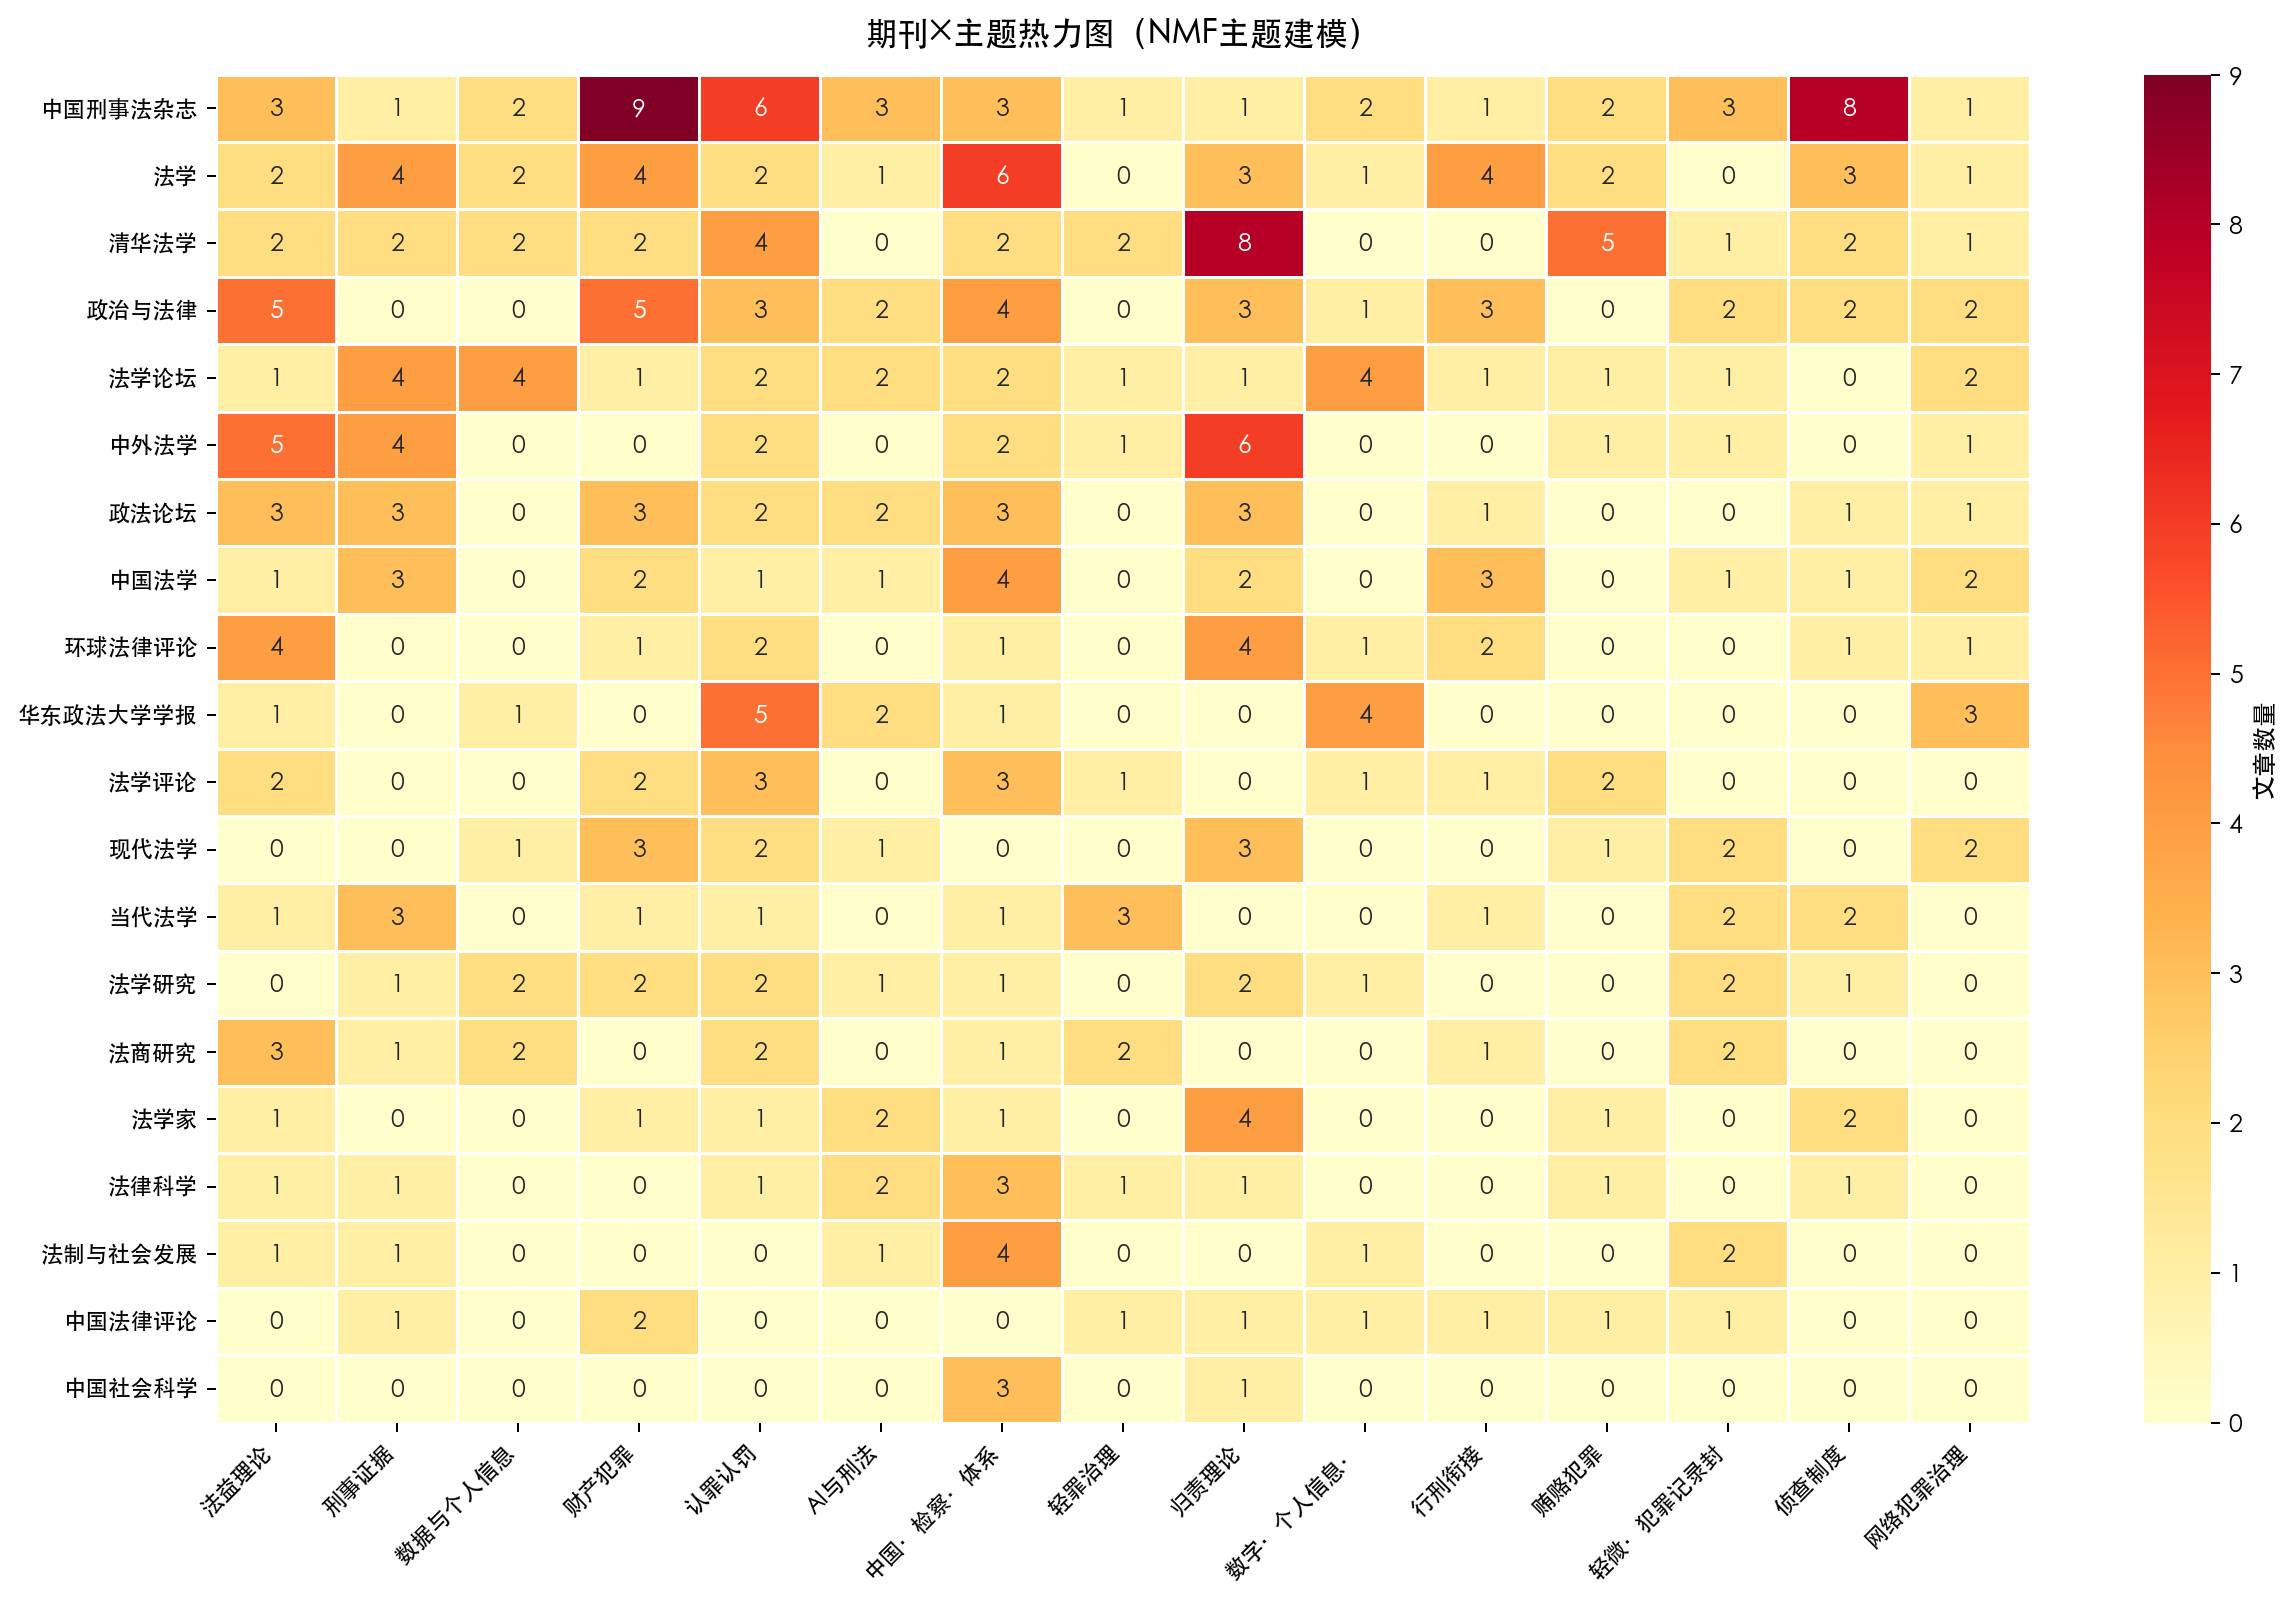 期刊×主题热力图（NMF主题建模）
中国刑事法杂志 3 1 2 9 6 3 3 1 1 2 1 2 3 8 1
法学 2 4 2 4 2 1 6 0 3 1 4 2 0 3 1
清华法学 2 2 2 2 4 0 2 2 8 0 0 5 1 2 1
政治与法律 5 0 0 5 3 2 4 0 3 1 3 0 2 2 2
法学论坛 1 4 4 1 2 2 2 1 1 4 1 1 1 0 2
中外法学 5 4 0 0 2 0 2 1 6 0 0 1 1 0 1
政法论坛 3 3 0 3 2 2 3 0 3 0 1 0 0 1 1
中国法学 1 3 0 2 1 1 4 0 2 0 3 0 1 1 2
环球法律评论 4 0 0 1 2 0 1 0 4 1 2 0 0 1 1
华东政法大学学报 1 0 1 0 5 2 1 0 0 4 0 0 0 0 3
法学评论 2 0 0 2 3 0 3 1 0 1 1 2 0 0 0
现代法学 0 0 1 3 2 1 0 0 3 0 0 1 2 0 2
当代法学 1 3 0 1 1 0 1 3 0 0 1 0 2 2 0
法学研究 0 1 2 2 2 1 1 0 2 1 0 0 2 1 0
法商研究 3 1 2 0 2 0 1 2 0 0 1 0 2 0 0
法学家 1 0 0 1 1 2 1 0 4 0 0 1 0 2 0
法律科学 1 1 0 0 1 2 3 1 1 0 0 1 0 1 0
法制与社会发展 1 1 0 0 0 1 4 0 0 1 0 0 2 0 0
中国法律评论 0 1 0 2 0 0 0 1 1 1 1 1 1 0 0
中国社会科学 0 0 0 0 0 0 3 0 1 0 0 0 0 0 0
法益理论
刑事证据
数据与个人信息
财产犯罪
认罪认罚
AI与刑法
中国·检察·体系
轻罪治理
归责理论
数字·个人信息·
行刑衔接
贿赂犯罪
轻微·犯罪记录封
侦查制度
网络犯罪治理
9
8
7
6
5
4
3
2
1
0
文章数量